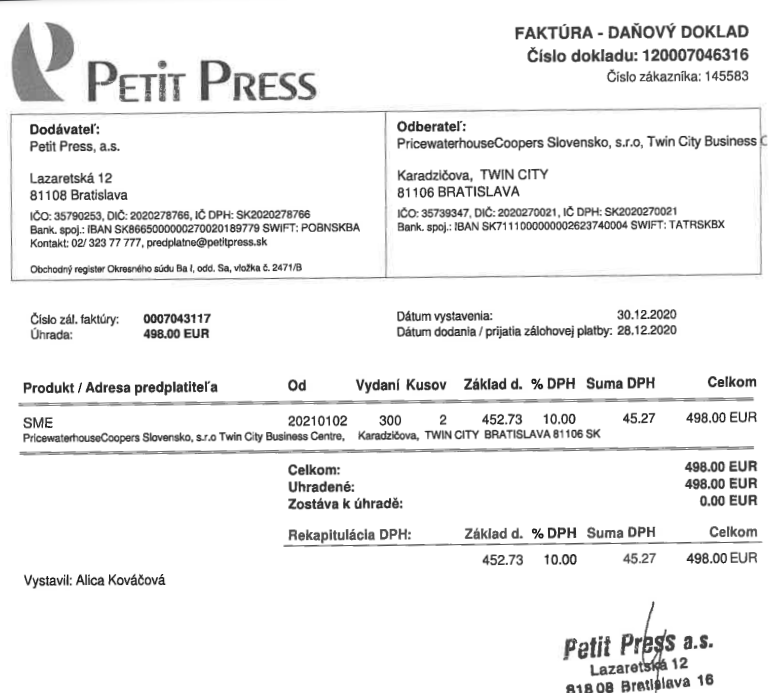 PETIT PRESS
FAKTÚRA - DAŇOVÝ DOKLAD
Číslo dokladu: 120007046316
Číslo zákazníka: 145583
Dodávateľ:
Petit Press, a.s.
Lazaretská 12
81108 Bratislava
IČO: 35790253, DIČ: 2020278766, IČ DPH: SK2020278766
Bank. spoj.: IBAN SK8665000000270020189779 SWIFT: POBNSKBA
Kontakt: 02/ 323 77 777, predplatne@petitpress.sk
Obchodný register Okresného súdu Ba I, odd. Sa, vložka č. 2471/B
Odberateľ:
PricewaterhouseCoopers Slovensko, s.r.o, Twin City Business C
Karadzičova, TWIN CITY
81106 BRATISLAVA
IČO: 35739347, DIČ: 2020270021, IČ DPH: SK2020270021
Bank. spoj.: IBAN SK7111000000002623740004 SWIFT: TATRSKBX
Číslo zál. faktúry: 0007043117
Úhrada: 498.00 EUR
Dátum vystavenia: 30.12.2020
Dátum dodania / prijatia zálohovej platby: 28.12.2020
Produkt / Adresa predplatiteľa Od Vydaní Kusov Základ d. % DPH Suma DPH Celkom
SME 20210102 300 2 452.73 10.00 45.27 498.00 EUR
PricewaterhouseCoopers Slovensko, s.r.o Twin City Business Centre, Karadzičova, TWIN CITY BRATISLAVA 81106 SK
Celkom: 498.00 EUR
Uhradené: 498.00 EUR
Zostáva k úhradě: 0.00 EUR
Rekapitulácia DPH: Základ d. % DPH Suma DPH Celkom
452.73 10.00 45.27 498.00 EUR
Vystavil: Alica Kováčová
Petit Press a.s.
Lazaretská 12
818 08 Bratislava 16